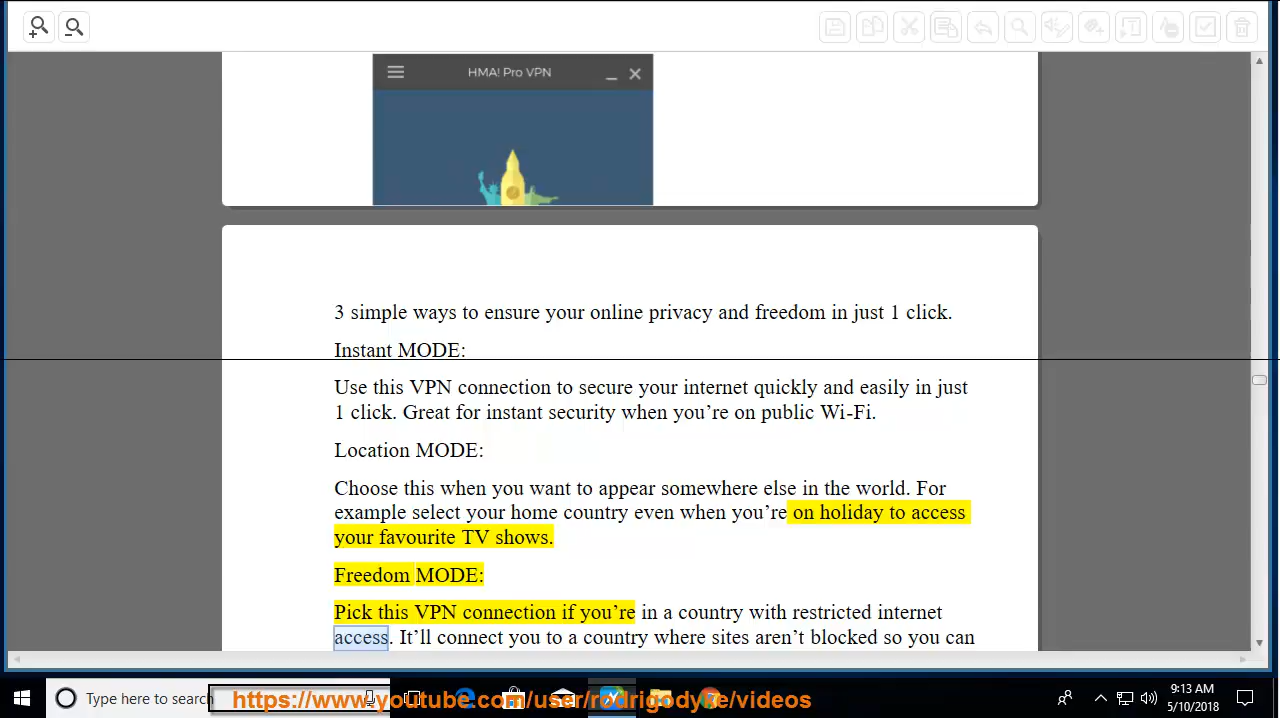 HMA! Pro VPN
3 simple ways to ensure your online privacy and freedom in just 1 click.
Instant MODE:
Use this VPN connection to secure your internet quickly and easily in just
1 click. Great for instant security when you’re on public Wi-Fi.
Location MODE:
Choose this when you want to appear somewhere else in the world. For
example select your home country even when you’re on holiday to access
your favourite TV shows.
Freedom MODE:
Pick this VPN connection if you’re in a country with restricted internet
access. It’ll connect you to a country where sites aren’t blocked so you can
Type here to search
https://www.youtube.com/user/rodrigodyke/videos
9:13 AM
5/10/2018